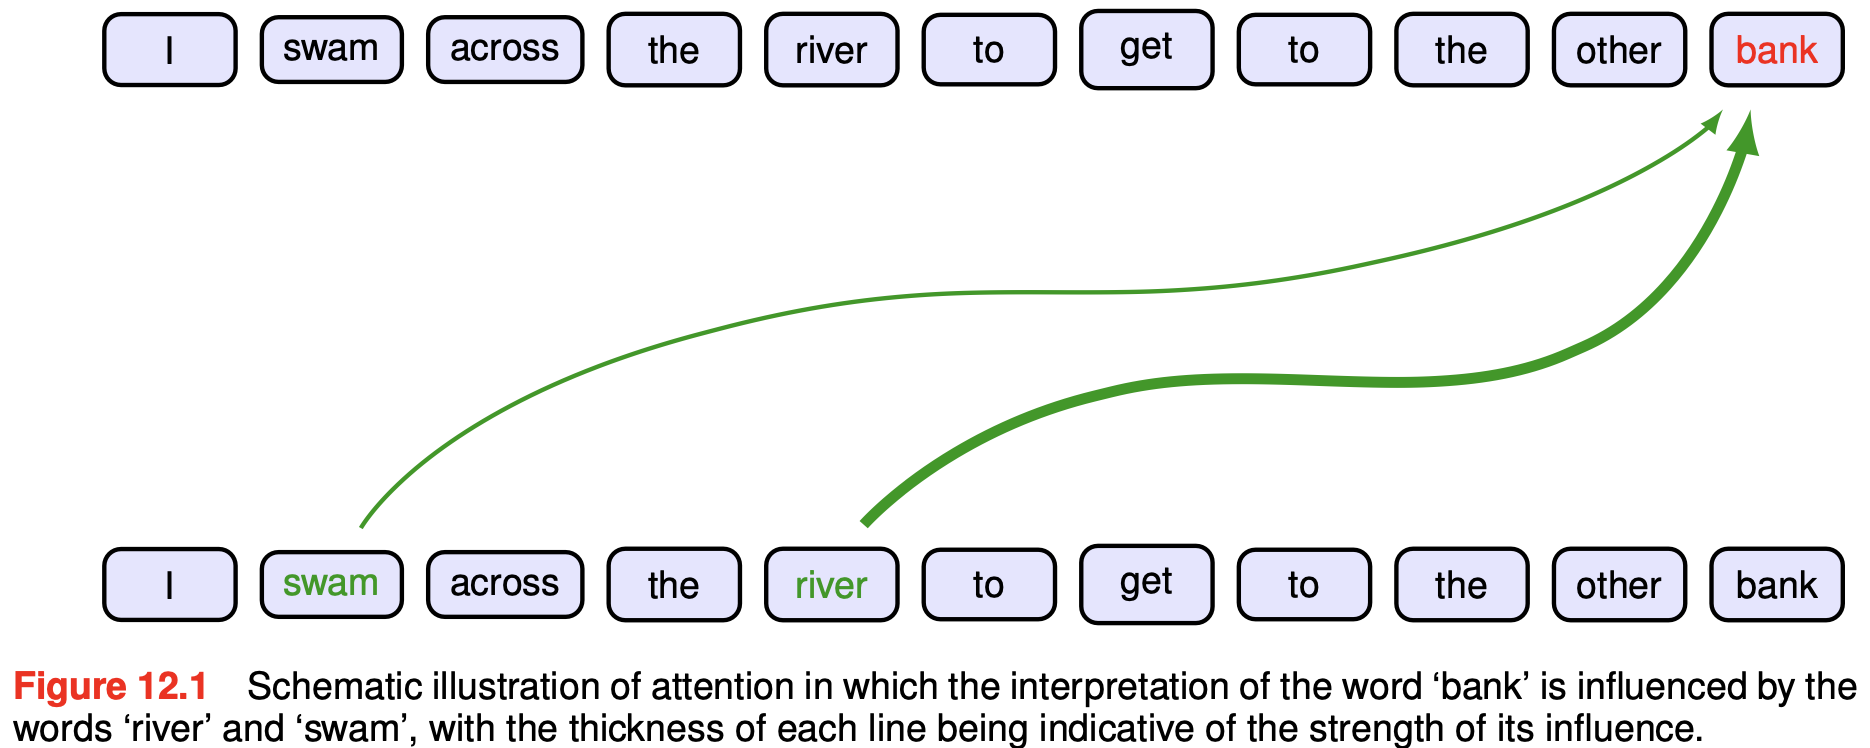 I swam across the river to get to the other bank
I swam across the river to get to the other bank
Figure 12.1 Schematic illustration of attention in which the interpretation of the word ‘bank’ is influenced by the
words ‘river’ and ‘swam’, with the thickness of each line being indicative of the strength of its influence.